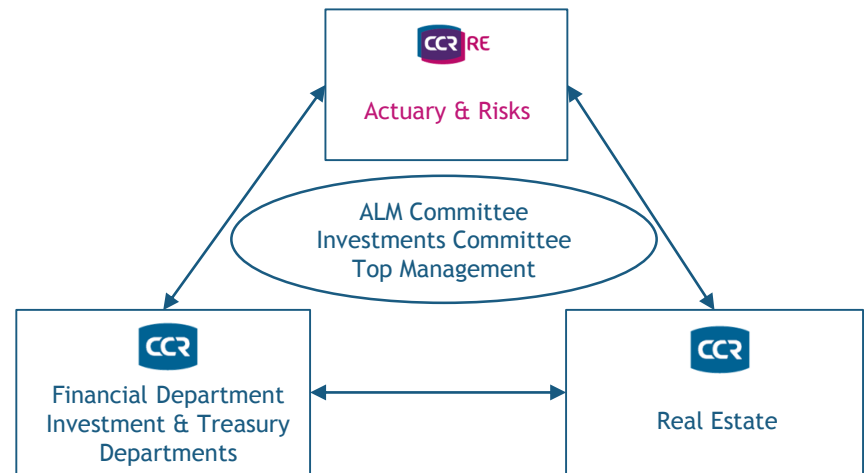 CCR RE
Actuary & Risks
ALM Committee
Investments Committee
Top Management
CCR
Financial Department
Investment & Treasury
Departments
CCR
Real Estate